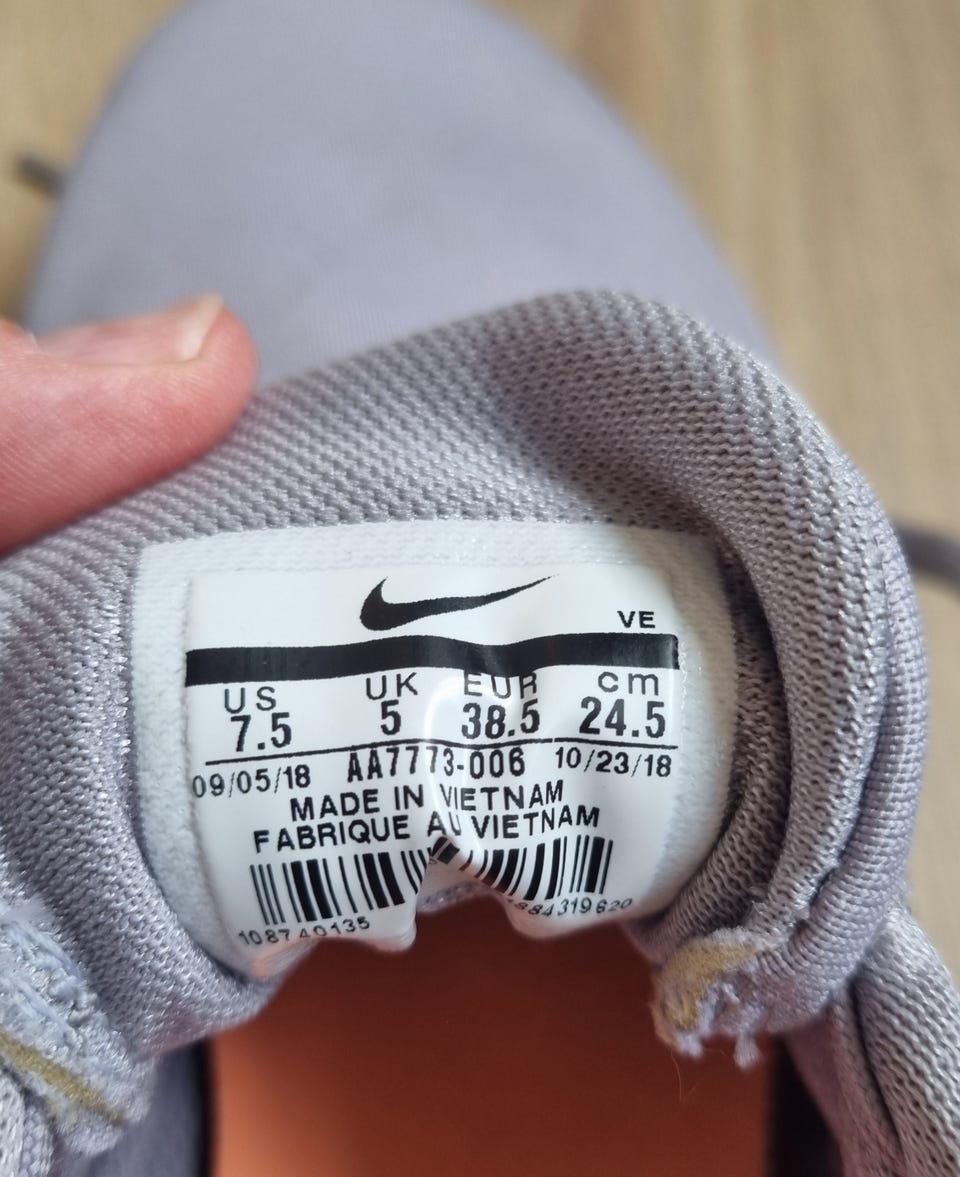 VE
US UK EUR cm
7.5 5 38.5 24.5
09/05/18 AA7773-006 10/23/18
MADE IN VIETNAM
FABRIQUE AU VIETNAM
108740135